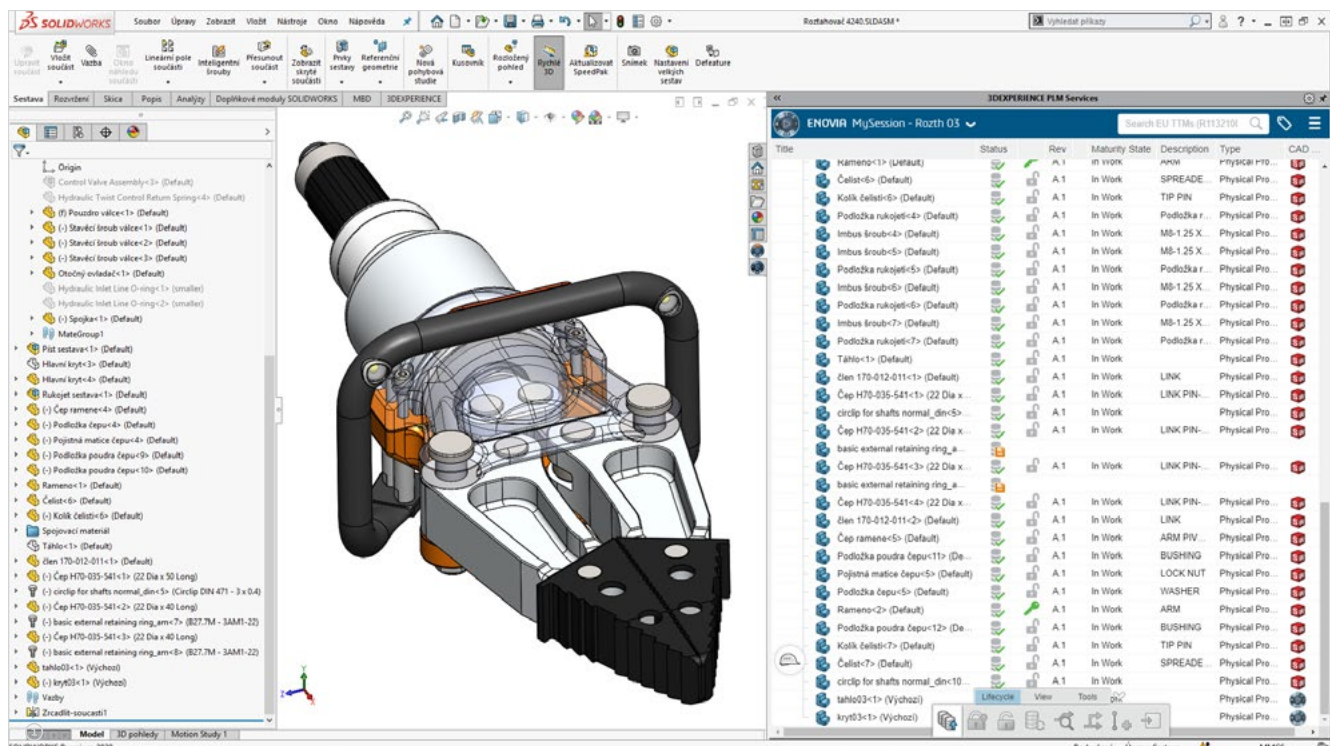 SOLIDWORKS Soubor Úpravy Zobrazit Vložit Nástroje Okno Nápověda Roztahovač 4240.SLDASM * Vyhledat příkazy
Upravit součást Vložit součást Vazba Okno náhledu součásti Lineární pole součásti Inteligentní šrouby Přesunout součást Zobrazit skryté součásti Prvky sestavy Referenční geometrie Nová pohybová studie Kusovník Rozložený pohled Rychlé 3D Aktualizovat SpeedPak Snímek Nastavení velkých sestav Defeature
Sestava Rozvržení Skica Popis Analýzy Doplňkové moduly SOLIDWORKS MBD 3DEXPERIENCE
Origin
Control Valve Assembly<3> (Default)
Hydraulic Twist Control Return Spring<4> (Default)
(f) Pouzdro válce<1> (Default)
(-) Stavěcí šroub válce<1> (Default)
(-) Stavěcí šroub válce<2> (Default)
(-) Stavěcí šroub válce<3> (Default)
Otočný ovladač<1> (Default)
Hydraulic Inlet Line O-ring<1> (smaller)
Hydraulic Inlet Line O-ring<2> (smaller)
(-) Spojka<1> (Default)
MateGroup1
Píst sestava<1> (Default)
Hlavní kryt<3> (Default)
Hlavní kryt<4> (Default)
Rukojet sestava<1> (Default)
(-) Čep ramene<4> (Default)
(-) Podložka čepu<4> (Default)
(-) Pojistná matice čepu<4> (Default)
(-) Podložka poudra čepu<9> (Default)
(-) Podložka poudra čepu<10> (Default)
Rameno<1> (Default)
Čelist<6> (Default)
(-) Kolík čelisti<6> (Default)
Spojovací materiál
Táhlo<1> (Default)
člen 170-012-011<1> (Default)
(-) Čep H70-035-541<1> (22 Dia x 50 Long)
(-) circlip for shafts normal_din<5> (Circlip DIN 471 - 3 x 0.4)
(-) Čep H70-035-541<2> (22 Dia x 40 Long)
(-) basic external retaining ring_am<7> (B27.7M - 3AM1-22)
(-) Čep H70-035-541<3> (22 Dia x 40 Long)
(-) basic external retaining ring_am<8> (B27.7M - 3AM1-22)
tahlo03<1> (Výchozí)
(-) kryt03<1> (Výchozí)
Vazby
Zrcadlit-soucasti1
Model 3D pohledy Motion Study 1
3DEXPERIENCE PLM Services
ENOVIA MySession - Rozth 03
Title Status Rev Maturity State Description Type CAD ...
Rameno<1> (Default) A.1 In Work ARM Physical Pro...
Čelist<6> (Default) A.1 In Work SPREADE... Physical Pro...
Kolík čelisti<6> (Default) A.1 In Work TIP PIN Physical Pro...
Podložka rukojeti<4> (Default) A.1 In Work Podložka r... Physical Pro...
Imbus šroub<4> (Default) A.1 In Work M8-1.25 X... Physical Pro...
Imbus šroub<5> (Default) A.1 In Work M8-1.25 X... Physical Pro...
Podložka rukojeti<5> (Default) A.1 In Work Podložka r... Physical Pro...
Imbus šroub<6> (Default) A.1 In Work M8-1.25 X... Physical Pro...
Podložka rukojeti<6> (Default) A.1 In Work Podložka r... Physical Pro...
Imbus šroub<7> (Default) A.1 In Work M8-1.25 X... Physical Pro...
Podložka rukojeti<7> (Default) A.1 In Work Podložka r... Physical Pro...
Táhlo<1> (Default) A.1 In Work Physical Pro...
člen 170-012-011<1> (Default) A.1 In Work LINK Physical Pro...
Čep H70-035-541<1> (22 Dia x... A.1 In Work LINK PIN-... Physical Pro...
circlip for shafts normal_din<5>... A.1 In Work Physical Pro...
Čep H70-035-541<2> (22 Dia x... A.1 In Work LINK PIN-... Physical Pro...
basic external retaining ring_a...
Čep H70-035-541<3> (22 Dia x... A.1 In Work LINK PIN-... Physical Pro...
basic external retaining ring_a...
Čep H70-035-541<4> (22 Dia x... A.1 In Work LINK PIN-... Physical Pro...
člen 170-012-011<2> (Default) A.1 In Work LINK Physical Pro...
Čep ramene<5> (Default) A.1 In Work ARM PIV... Physical Pro...
Podložka poudra čepu<11> (De... A.1 In Work BUSHING Physical Pro...
Pojistná matice čepu<5> (Default) A.1 In Work LOCK NUT Physical Pro...
Podložka čepu<5> (Default) A.1 In Work WASHER Physical Pro...
Rameno<2> (Default) A.1 In Work ARM Physical Pro...
Podložka poudra čepu<12> (De... A.1 In Work BUSHING Physical Pro...
Kolík čelisti<7> (Default) A.1 In Work TIP PIN Physical Pro...
Čelist<7> (Default) A.1 In Work SPREADE... Physical Pro...
circlip for shafts normal_din<10... A.1 In Work Physical Pro...
tahlo03<1> (Výchozí) Lifecycle View Tools Physical Pro...
kryt03<1> (Výchozí) Physical Pro...